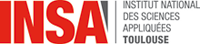 INSA
INSTITUT NATIONAL
DES SCIENCES
APPLIQUÉES
TOULOUSE